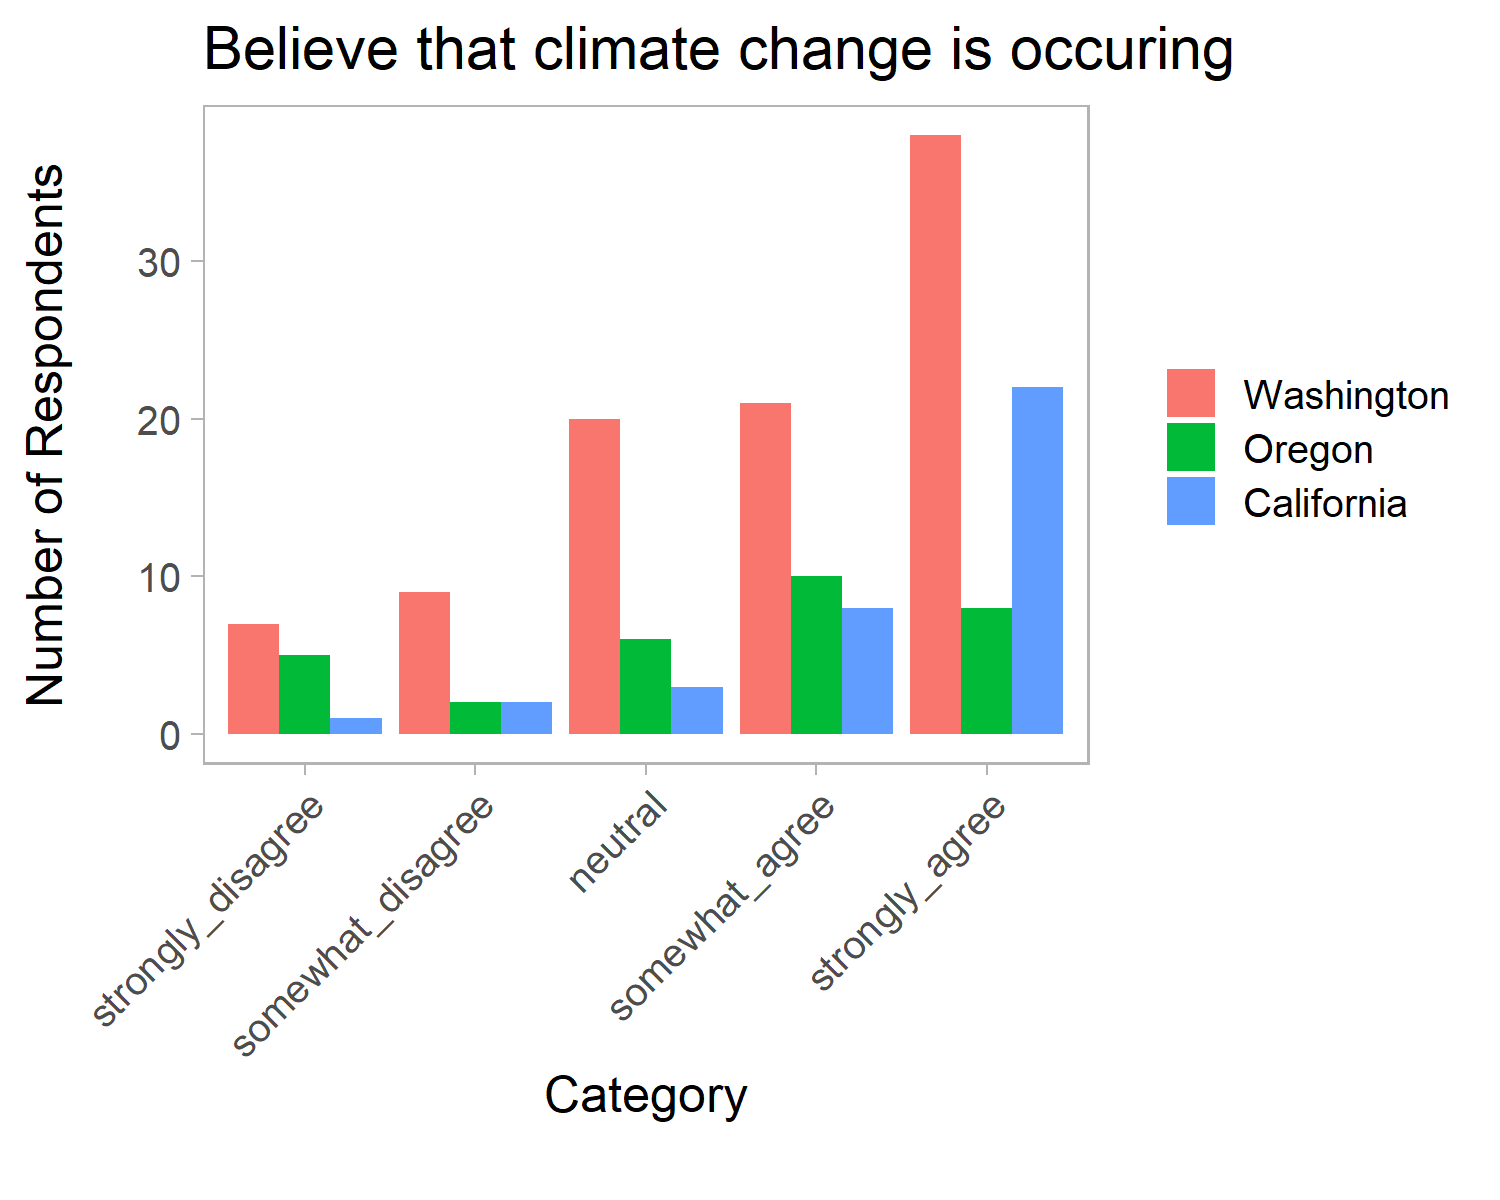 Believe that climate change is occuring
Number of Respondents
30
20
10
0
strongly_disagree
somewhat_disagree
neutral
somewhat_agree
strongly_agree
Category
Washington
Oregon
California